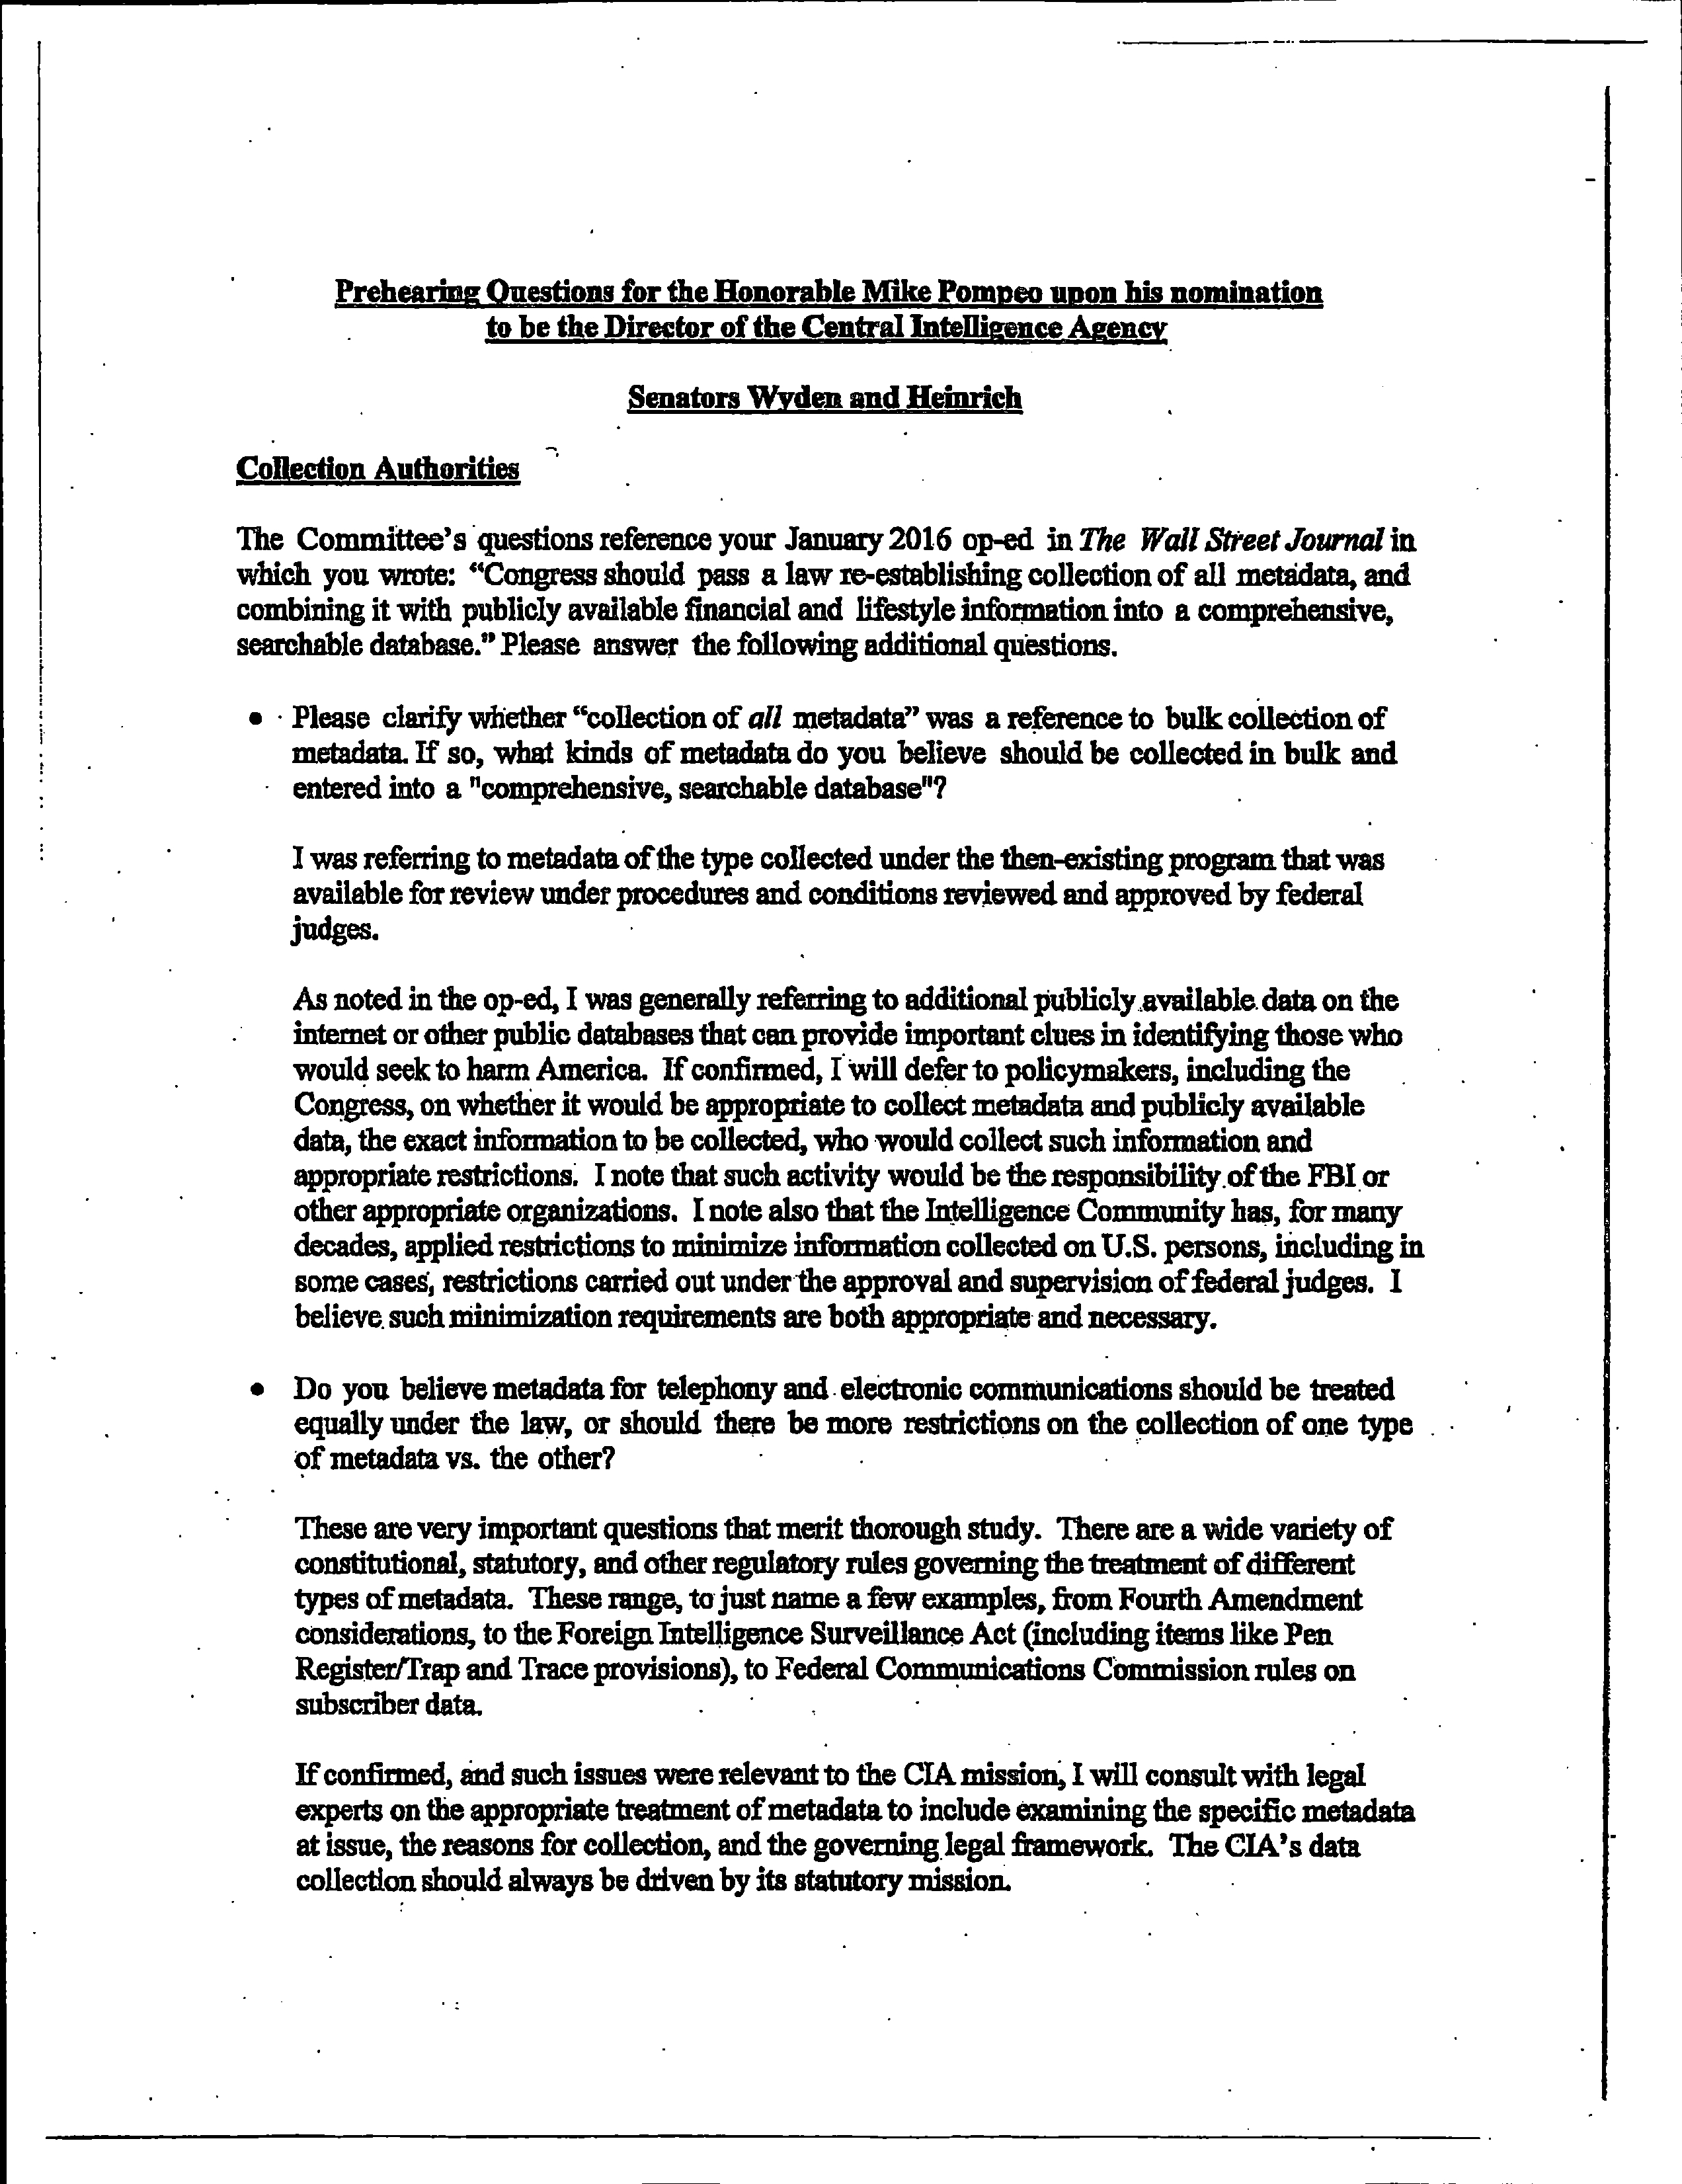 Prehearing Questions for the Honorable Mike Pompeo upon his nomination
to be the Director of the Central Intelligence Agency
Senators Wyden and Heinrich
Collection Authorities
The Committee's questions reference your January 2016 op-ed in The Wall Street Journal in
which you wrote: “Congress should pass a law re-establishing collection of all metadata, and
combining it with publicly available financial and lifestyle information into a comprehensive,
searchable database.” Please answer the following additional questions.
• Please clarify whether “collection of all metadata” was a reference to bulk collection of
metadata. If so, what kinds of metadata do you believe should be collected in bulk and
entered into a "comprehensive, searchable database"?
I was referring to metadata of the type collected under the then-existing program that was
available for review under procedures and conditions reviewed and approved by federal
judges.
As noted in the op-ed, I was generally referring to additional publicly available data on the
internet or other public databases that can provide important clues in identifying those who
would seek to harm America. If confirmed, I will defer to policymakers, including the
Congress, on whether it would be appropriate to collect metadata and publicly available
data, the exact information to be collected, who would collect such information and
appropriate restrictions. I note that such activity would be the responsibility of the FBI or
other appropriate organizations. I note also that the Intelligence Community has, for many
decades, applied restrictions to minimize information collected on U.S. persons, including in
some cases, restrictions carried out under the approval and supervision of federal judges. I
believe such minimization requirements are both appropriate and necessary.
• Do you believe metadata for telephony and electronic communications should be treated
equally under the law, or should there be more restrictions on the collection of one type
of metadata vs. the other?
These are very important questions that merit thorough study. There are a wide variety of
constitutional, statutory, and other regulatory rules governing the treatment of different
types of metadata. These range, to just name a few examples, from Fourth Amendment
considerations, to the Foreign Intelligence Surveillance Act (including items like Pen
Register/Trap and Trace provisions), to Federal Communications Commission rules on
subscriber data.
If confirmed, and such issues were relevant to the CIA mission, I will consult with legal
experts on the appropriate treatment of metadata to include examining the specific metadata
at issue, the reasons for collection, and the governing legal framework. The CIA's data
collection should always be driven by its statutory mission.